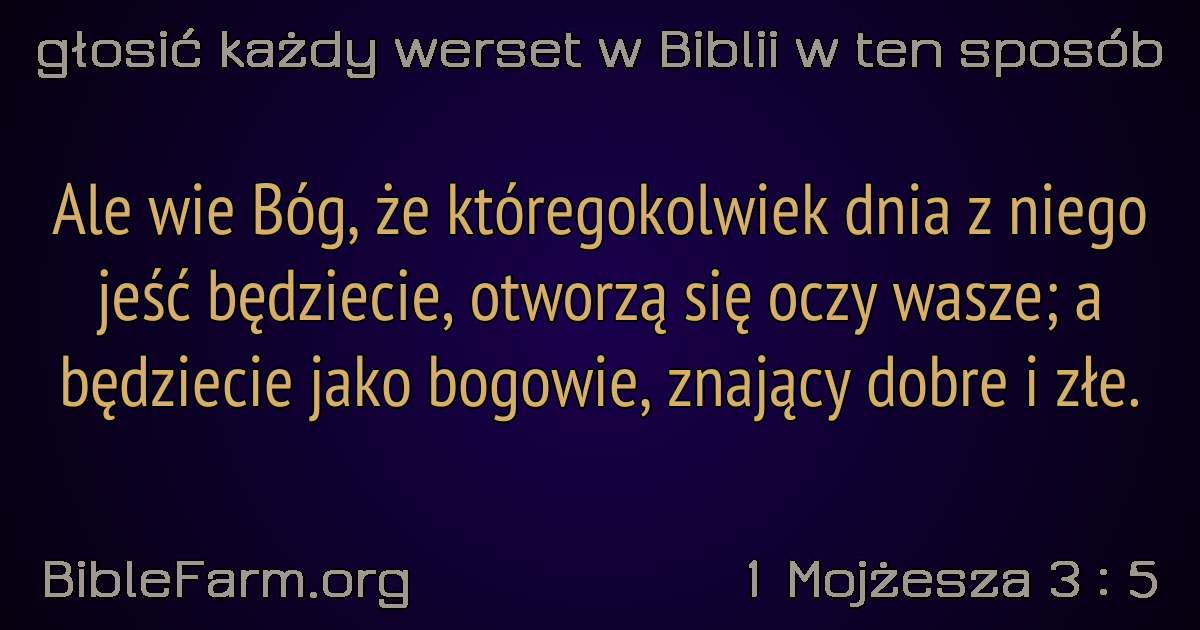 głosić każdy werset w Biblii w ten sposób
Ale wie Bóg, że któregokolwiek dnia z niego
jeść będziecie, otworzą się oczy wasze; a
będziecie jako bogowie, znający dobre i złe.
BibleFarm.org
1 Mojżesza 3 : 5